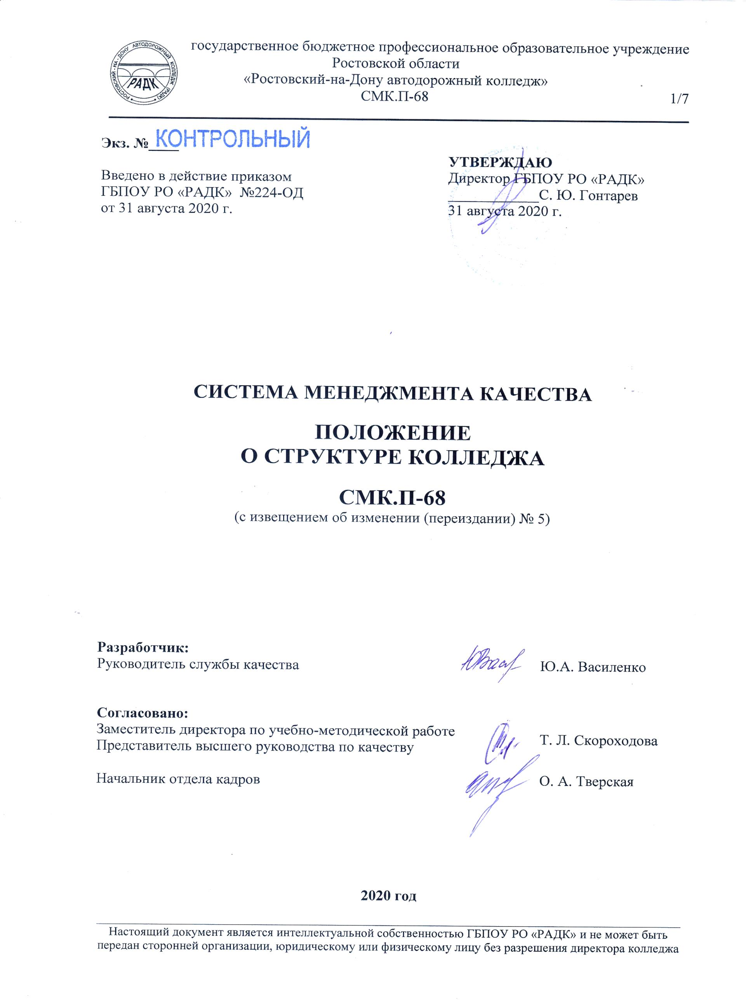 РОСТОВСКИЙ - НА - ДОНУ АВТОДОРОЖНЫЙ КОЛЛЕДЖ (РАДК)
РАДК
государственное бюджетное профессиональное образовательное учреждение
Ростовской области
«Ростовский-на-Дону автодорожный колледж»
СМК.П-68
1/7
Экз. №____ КОНТРОЛЬНЫЙ
Введено в действие приказом
ГБПОУ РО «РАДК» №224-ОД
от 31 августа 2020 г.
УТВЕРЖДАЮ
Директор ГБПОУ РО «РАДК»
____________С. Ю. Гонтарев
31 августа 2020 г.
СИСТЕМА МЕНЕДЖМЕНТА КАЧЕСТВА
ПОЛОЖЕНИЕ
О СТРУКТУРЕ КОЛЛЕДЖА
СМК.П-68
(с извещением об изменении (переиздании) № 5)
Разработчик:
Руководитель службы качества Ю.А. Василенко
Согласовано:
Заместитель директора по учебно-методической работе
Представитель высшего руководства по качеству Т. Л. Скороходова
Начальник отдела кадров О. А. Тверская
2020 год
Настоящий документ является интеллектуальной собственностью ГБПОУ РО «РАДК» и не может быть
передан сторонней организации, юридическому или физическому лицу без разрешения директора колледжа